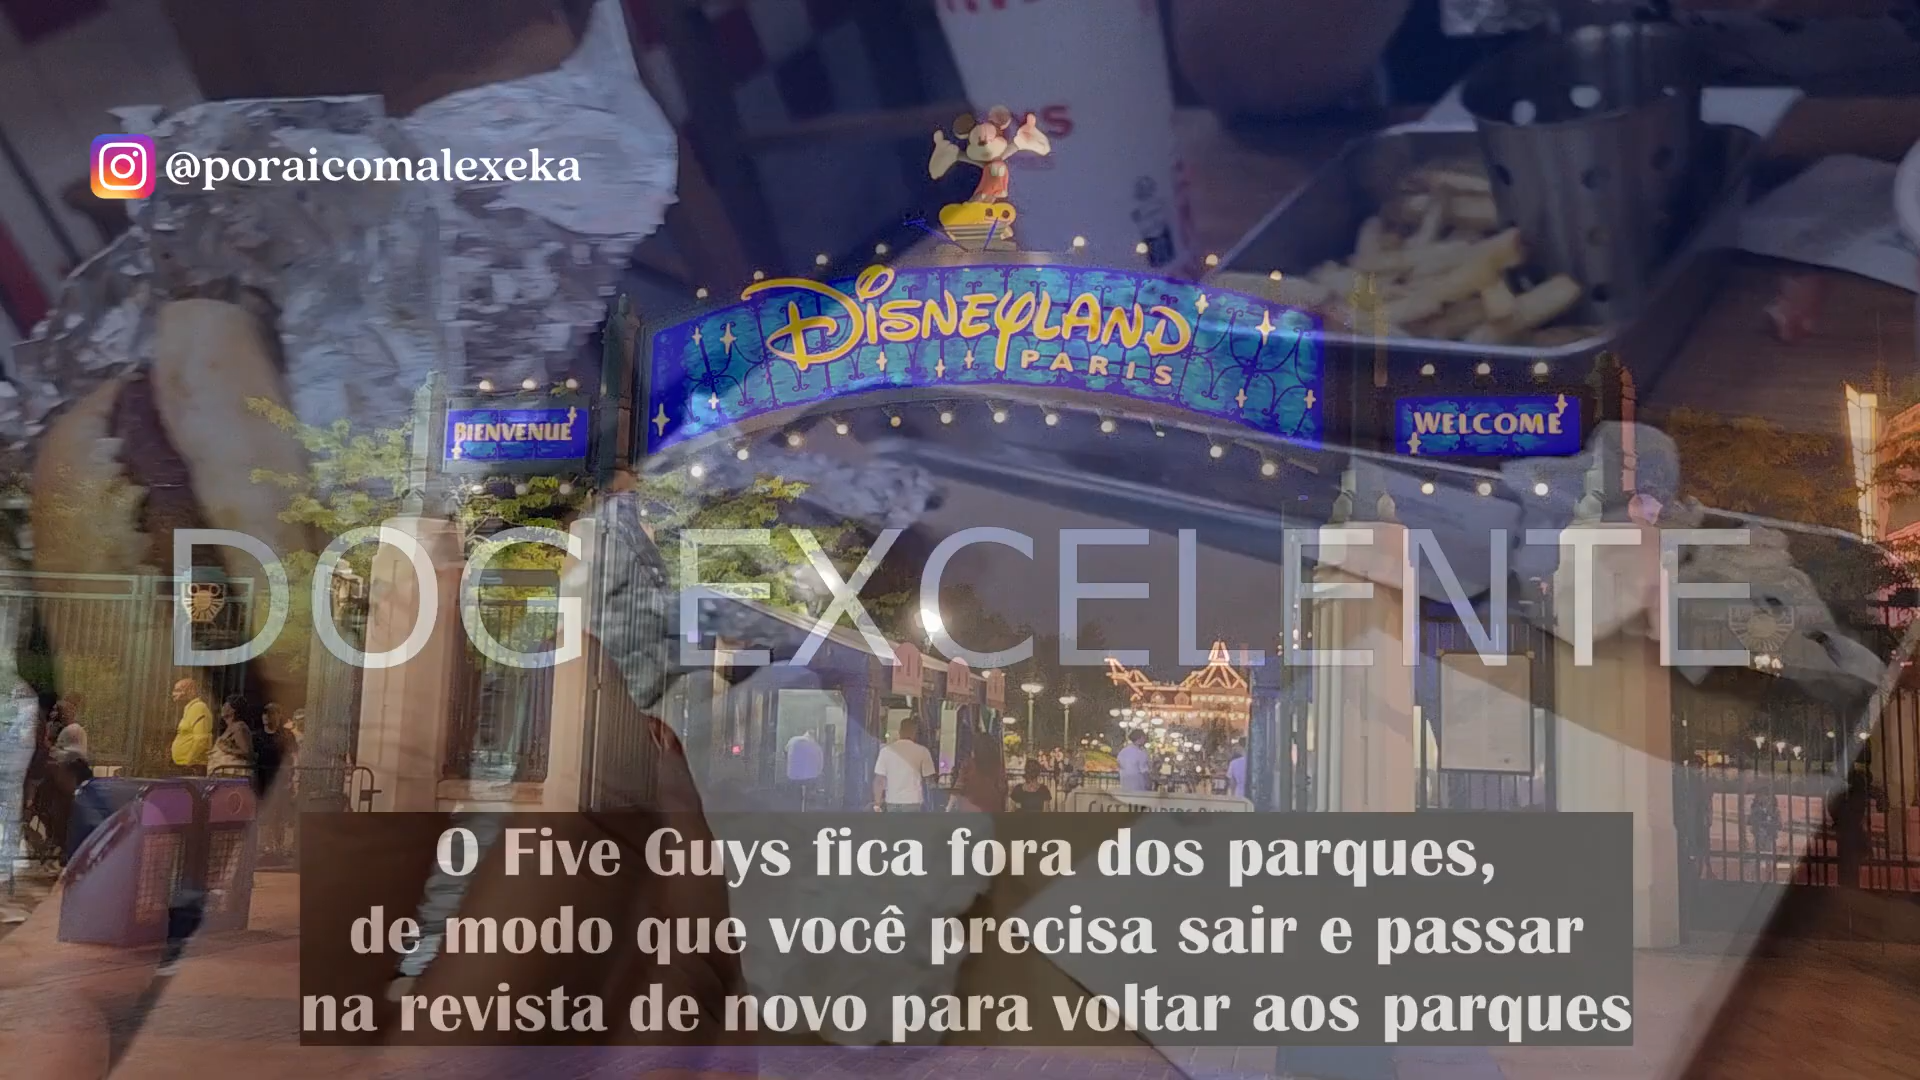 @poraicomalexeka
DISNEYLAND
PARIS
BIENVENUE
WELCOME
DOG EXCELENTE
O Five Guys fica fora dos parques,
de modo que você precisa sair e passar
na revista de novo para voltar aos parques